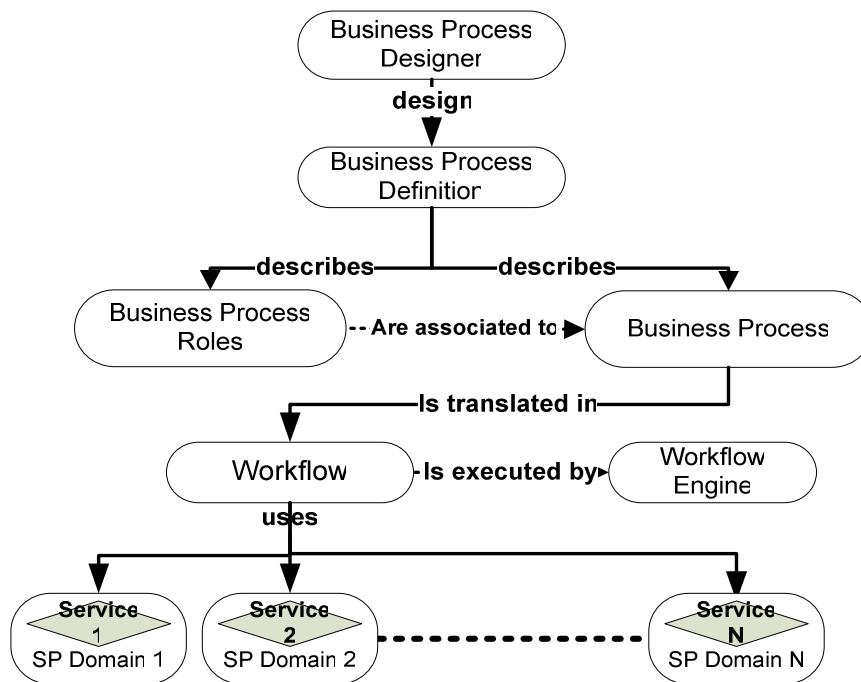 Business Process
Designer
design
Business Process
Definition
describes
describes
Business Process
Roles
Are associated to
Business Process
Is translated in
Workflow
Is executed by
Workflow
Engine
uses
Service
1
SP Domain 1
Service
2
SP Domain 2
Service
N
SP Domain N